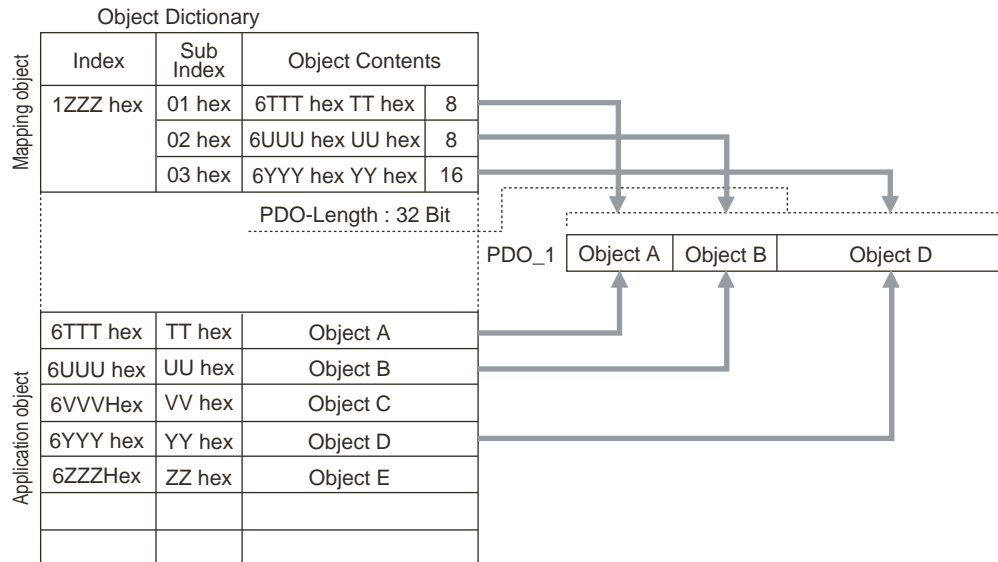 Object Dictionary
Mapping object
Index
Sub Index
Object Contents
1ZZZ hex
01 hex
6TTT hex TT hex
8
02 hex
6UUU hex UU hex
8
03 hex
6YYY hex YY hex
16
PDO-Length : 32 Bit
PDO_1
Object A
Object B
Object D
Application object
6TTT hex
TT hex
Object A
6UUU hex
UU hex
Object B
6VVVHex
VV hex
Object C
6YYY hex
YY hex
Object D
6ZZZHex
ZZ hex
Object E